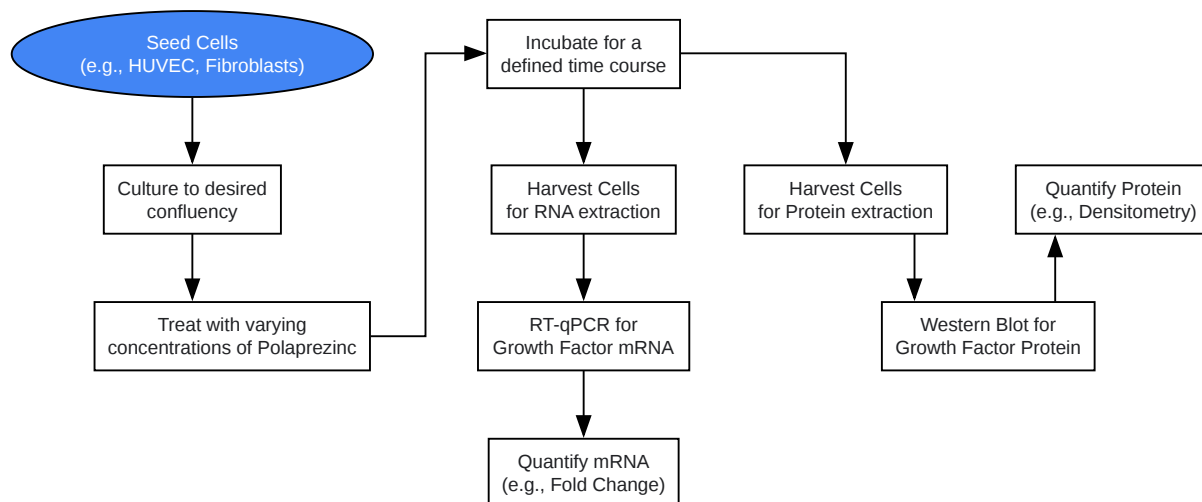 Seed Cells
(e.g., HUVEC, Fibroblasts)
Culture to desired
confluency
Treat with varying
concentrations of Polaprezinc
Incubate for a
defined time course
Harvest Cells
for RNA extraction
RT-qPCR for
Growth Factor mRNA
Quantify mRNA
(e.g., Fold Change)
Harvest Cells
for Protein extraction
Western Blot for
Growth Factor Protein
Quantify Protein
(e.g., Densitometry)